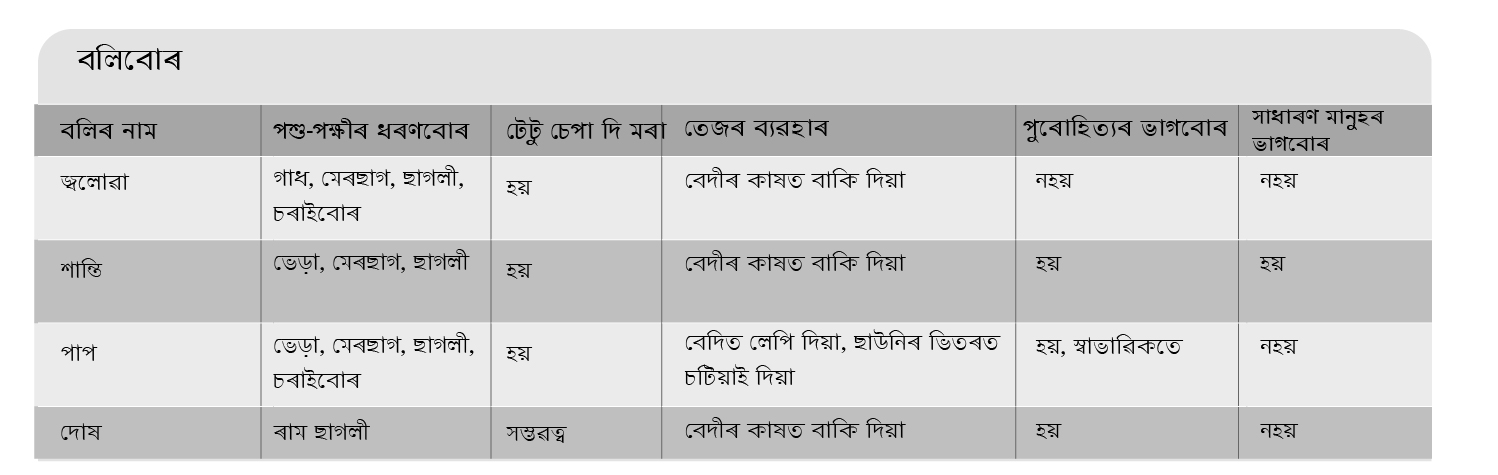 বলিবোৰ
বলিৰ নাম পশু-পক্ষীৰ ধৰণবোৰ টেঁটু চেপা দি মৰা তেজৰ ব্যৱহাৰ পুৰোহিত্যৰ ভাগবোৰ সাধাৰণ মানুহৰ
ভাগবোৰ
জ্বলোৱা গাধ, মেৰছাগ, ছাগলী, হয় বেদীৰ কাষত বাকি দিয়া নহয় নহয়
চৰাইবোৰ
শান্তি ভেড়া, মেৰছাগ, ছাগলী হয় বেদীৰ কাষত বাকি দিয়া হয় হয়
পাপ ভেড়া, মেৰছাগ, ছাগলী, হয় বেদিত লেপি দিয়া, ছাউনিৰ ভিতৰত হয়, স্বাভাৱিকতে নহয়
চৰাইবোৰ চটিয়াই দিয়া
দোষ ৰাম ছাগলী সম্ভৱত্ব বেদীৰ কাষত বাকি দিয়া হয় নহয়